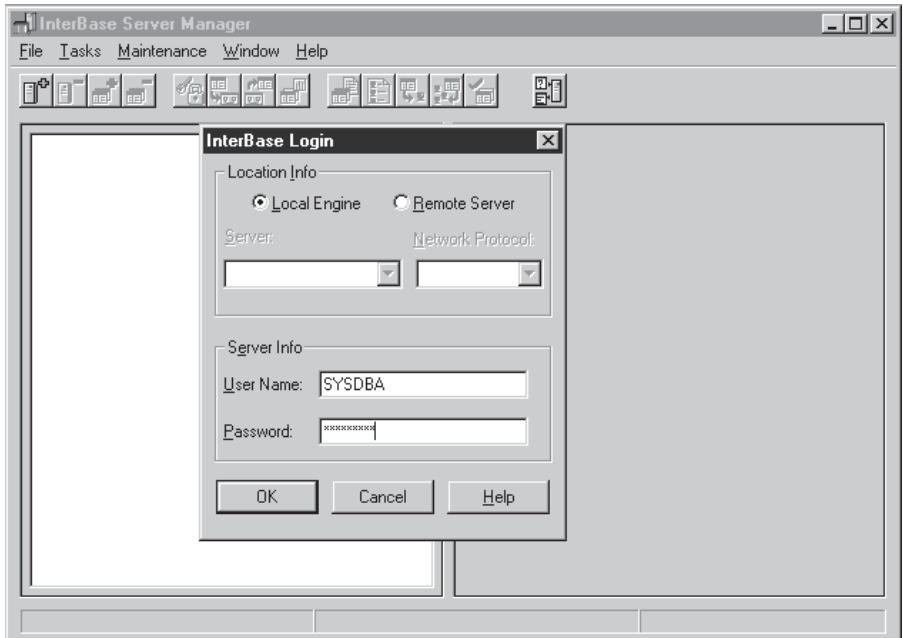 InterBase Server Manager
File Tasks Maintenance Window Help
InterBase Login
Location Info
Local Engine Remote Server
Server: Network Protocol:
Server Info
User Name: SYSDBA
Password: *********
OK Cancel Help